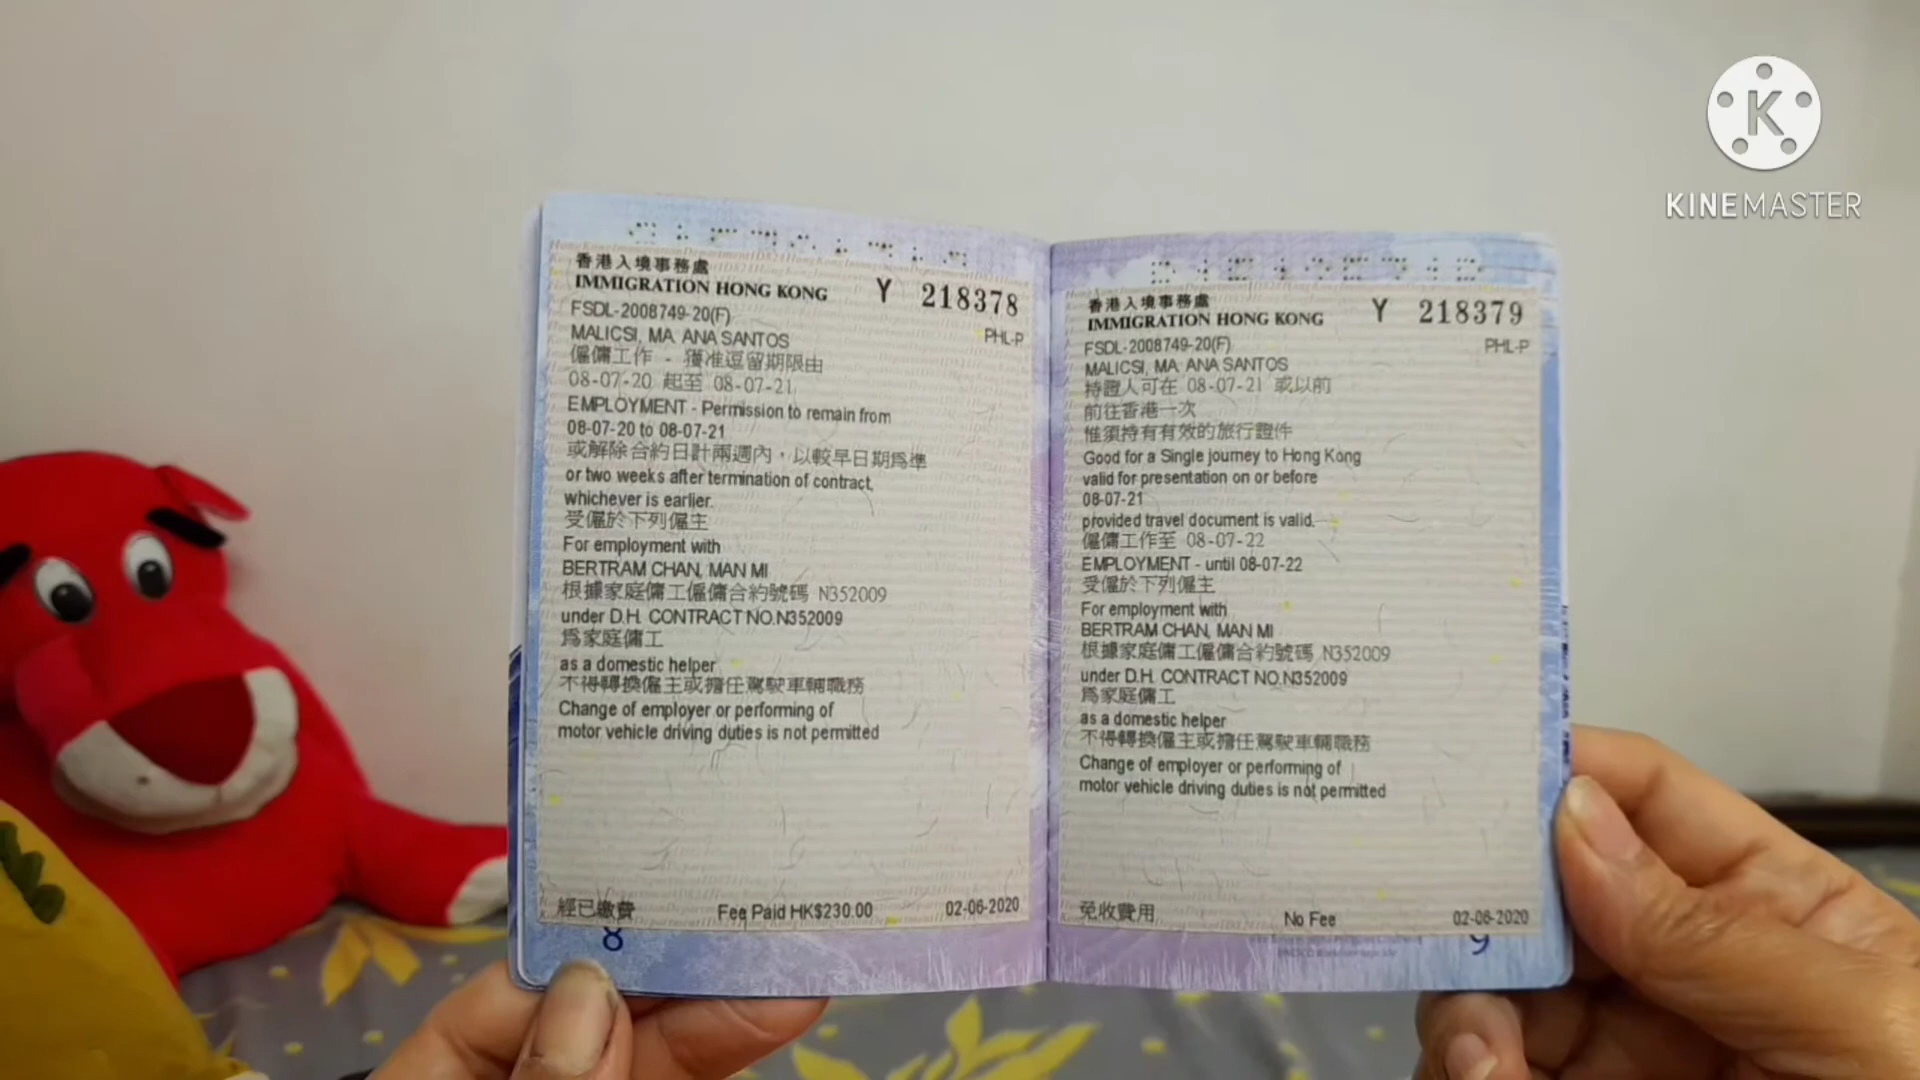 KINEMASTER
香港入境事務處
IMMIGRATION HONG KONG
Y 218378
FSDL-2008749-20(F)
PHL-P
MALICSI, MA. ANA SANTOS
僱傭工作 - 獲准逗留期限由
08-07-20 起至 08-07-21
EMPLOYMENT - Permission to remain from
08-07-20 to 08-07-21
或解除合約日計兩週內，以較早日期爲準
or two weeks after termination of contract,
whichever is earlier.
受僱於下列僱主
For employment with
BERTRAM CHAN, MAN MI
根據家庭傭工僱傭合約號碼 N352009
under D.H. CONTRACT NO.N352009
爲家庭傭工
as a domestic helper
不得轉換僱主或擔任駕駛車輛職務
Change of employer or performing of
motor vehicle driving duties is not permitted
經已繳費 Fee Paid HK$230.00 02-06-2020
8
香港入境事務處
IMMIGRATION HONG KONG
Y 218379
FSDL-2008749-20(F)
PHL-P
MALICSI, MA. ANA SANTOS
持證人可在 08-07-21 或以前
前往香港一次
惟須持有有效的旅行證件
Good for a Single journey to Hong Kong
valid for presentation on or before
08-07-21
provided travel document is valid.
僱傭工作至 08-07-22
EMPLOYMENT - until 08-07-22
受僱於下列僱主
For employment with
BERTRAM CHAN, MAN MI
根據家庭傭工僱傭合約號碼 N352009
under D.H. CONTRACT NO.N352009
爲家庭傭工
as a domestic helper
不得轉換僱主或擔任駕駛車輛職務
Change of employer or performing of
motor vehicle driving duties is not permitted
免收費用 No Fee 02-06-2020
9